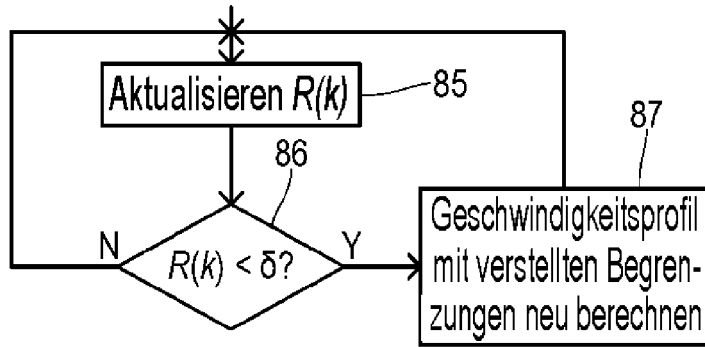 Aktualisieren R(k)
85
86
87
N
R(k) < δ?
Y
Geschwindigkeitsprofil
mit verstellten Begren-
zungen neu berechnen